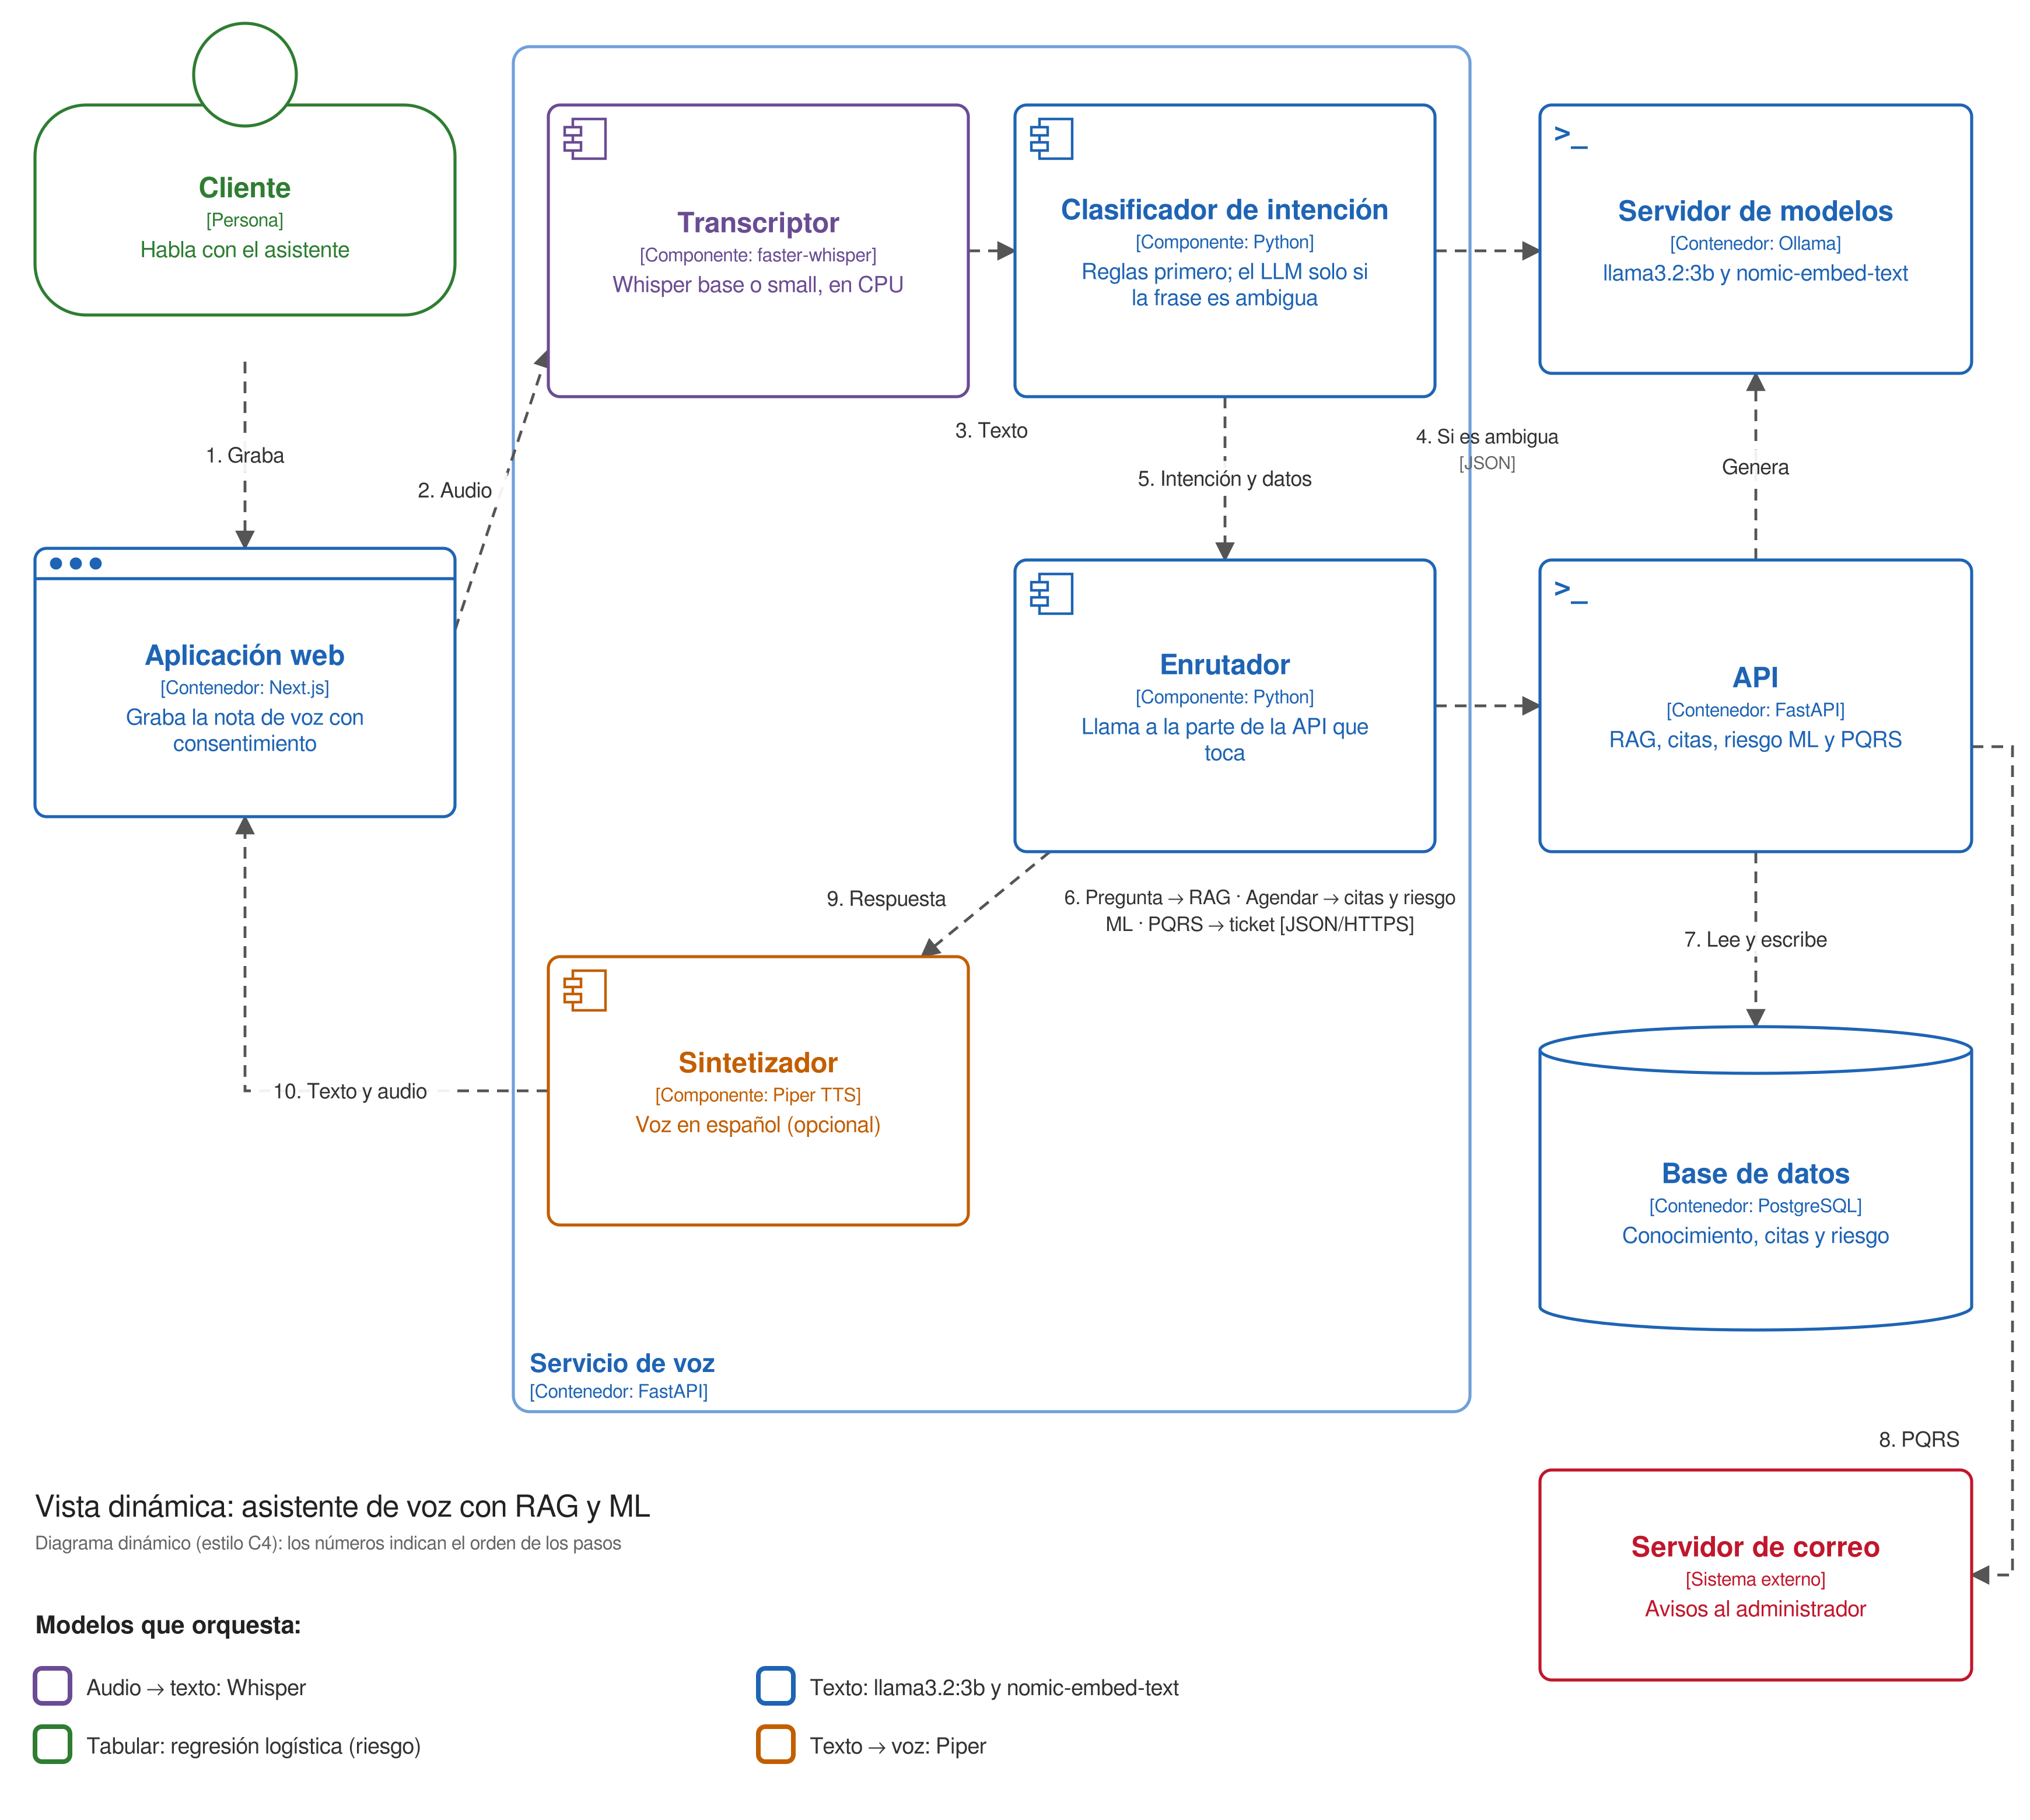 Cliente
[Persona]
Habla con el asistente
Transcriptor
[Componente: faster-whisper]
Whisper base o small, en CPU
Clasificador de intención
[Componente: Python]
Reglas primero; el LLM solo si
la frase es ambigua
>_
Servidor de modelos
[Contenedor: Ollama]
llama3.2:3b y nomic-embed-text
1. Graba
2. Audio
3. Texto
4. Si es ambigua
[JSON]
5. Intención y datos
Genera
Aplicación web
[Contenedor: Next.js]
Graba la nota de voz con
consentimiento
Enrutador
[Componente: Python]
Llama a la parte de la API que
toca
>_
API
[Contenedor: FastAPI]
RAG, citas, riesgo ML y PQRS
9. Respuesta
6. Pregunta → RAG · Agendar → citas y riesgo
ML · PQRS → ticket [JSON/HTTPS]
7. Lee y escribe
10. Texto y audio
Sintetizador
[Componente: Piper TTS]
Voz en español (opcional)
Base de datos
[Contenedor: PostgreSQL]
Conocimiento, citas y riesgo
Servicio de voz
[Contenedor: FastAPI]
8. PQRS
Servidor de correo
[Sistema externo]
Avisos al administrador
Vista dinámica: asistente de voz con RAG y ML
Diagrama dinámico (estilo C4): los números indican el orden de los pasos
Modelos que orquesta:
Audio → texto: Whisper
Texto: llama3.2:3b y nomic-embed-text
Tabular: regresión logística (riesgo)
Texto → voz: Piper